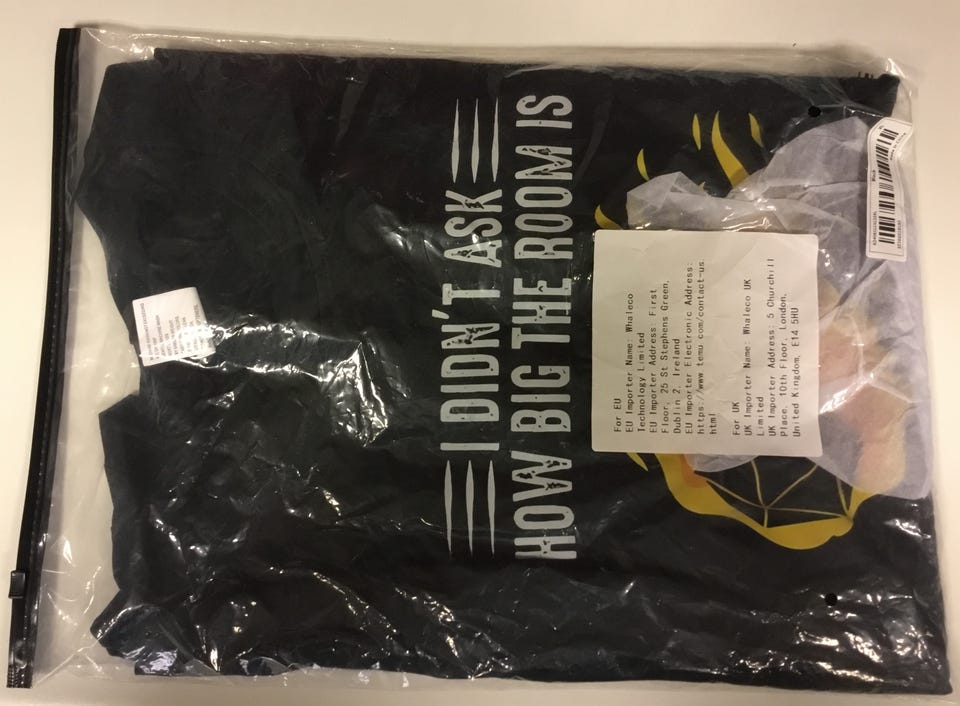 I DIDN'T ASK
HOW BIG THE ROOM IS
For EU
EU Importer Name: Whaleco
Technology Limited
EU Importer Address: First
Floor, 25 St Stephens Green,
Dublin 2, Ireland
EU Importer Electronic Address:
https://www.temu.com/contact-us.
html
For UK
UK Importer Name: Whaleco UK
Limited
UK Importer Address: 5 Churchill
Place, 10th Floor, London,
United Kingdom, E14 5HU